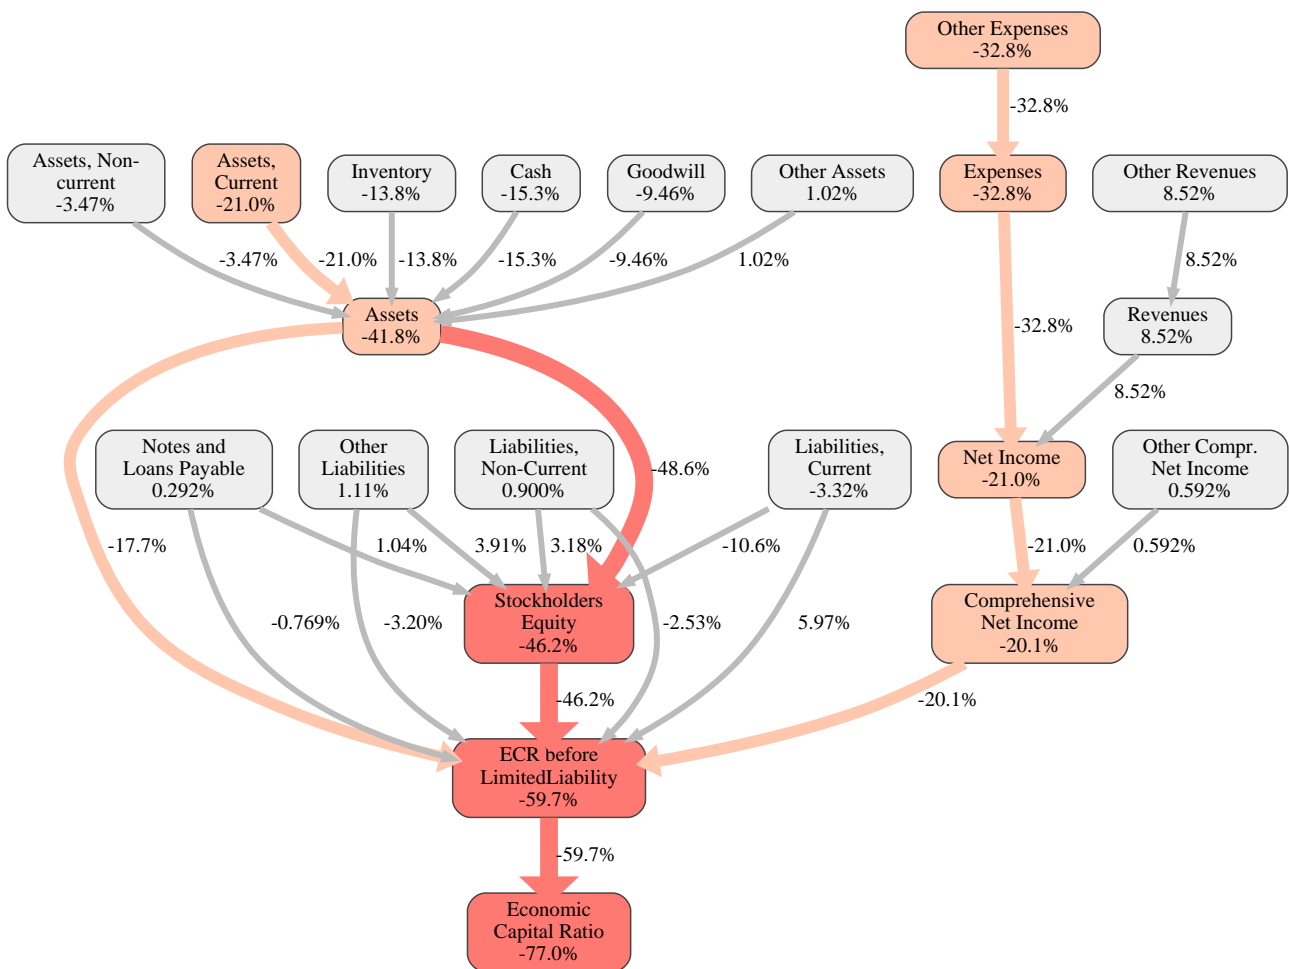 Other Expenses
-32.8%
-32.8%
Assets, Non-
current
-3.47%
Assets,
Current
-21.0%
Inventory
-13.8%
Cash
-15.3%
Goodwill
-9.46%
Other Assets
1.02%
Expenses
-32.8%
Other Revenues
8.52%
-3.47%
-21.0%
-13.8%
-15.3%
-9.46%
1.02%
8.52%
Assets
-41.8%
-32.8%
Revenues
8.52%
8.52%
Notes and
Loans Payable
0.292%
Other
Liabilities
1.11%
Liabilities,
Non-Current
0.900%
-48.6%
Liabilities,
Current
-3.32%
Net Income
-21.0%
Other Compr.
Net Income
0.592%
-17.7%
1.04%
3.91%
3.18%
-10.6%
-21.0%
0.592%
-0.769%
-3.20%
Stockholders
Equity
-46.2%
-2.53%
5.97%
Comprehensive
Net Income
-20.1%
-46.2%
-20.1%
ECR before
LimitedLiability
-59.7%
-59.7%
Economic
Capital Ratio
-77.0%